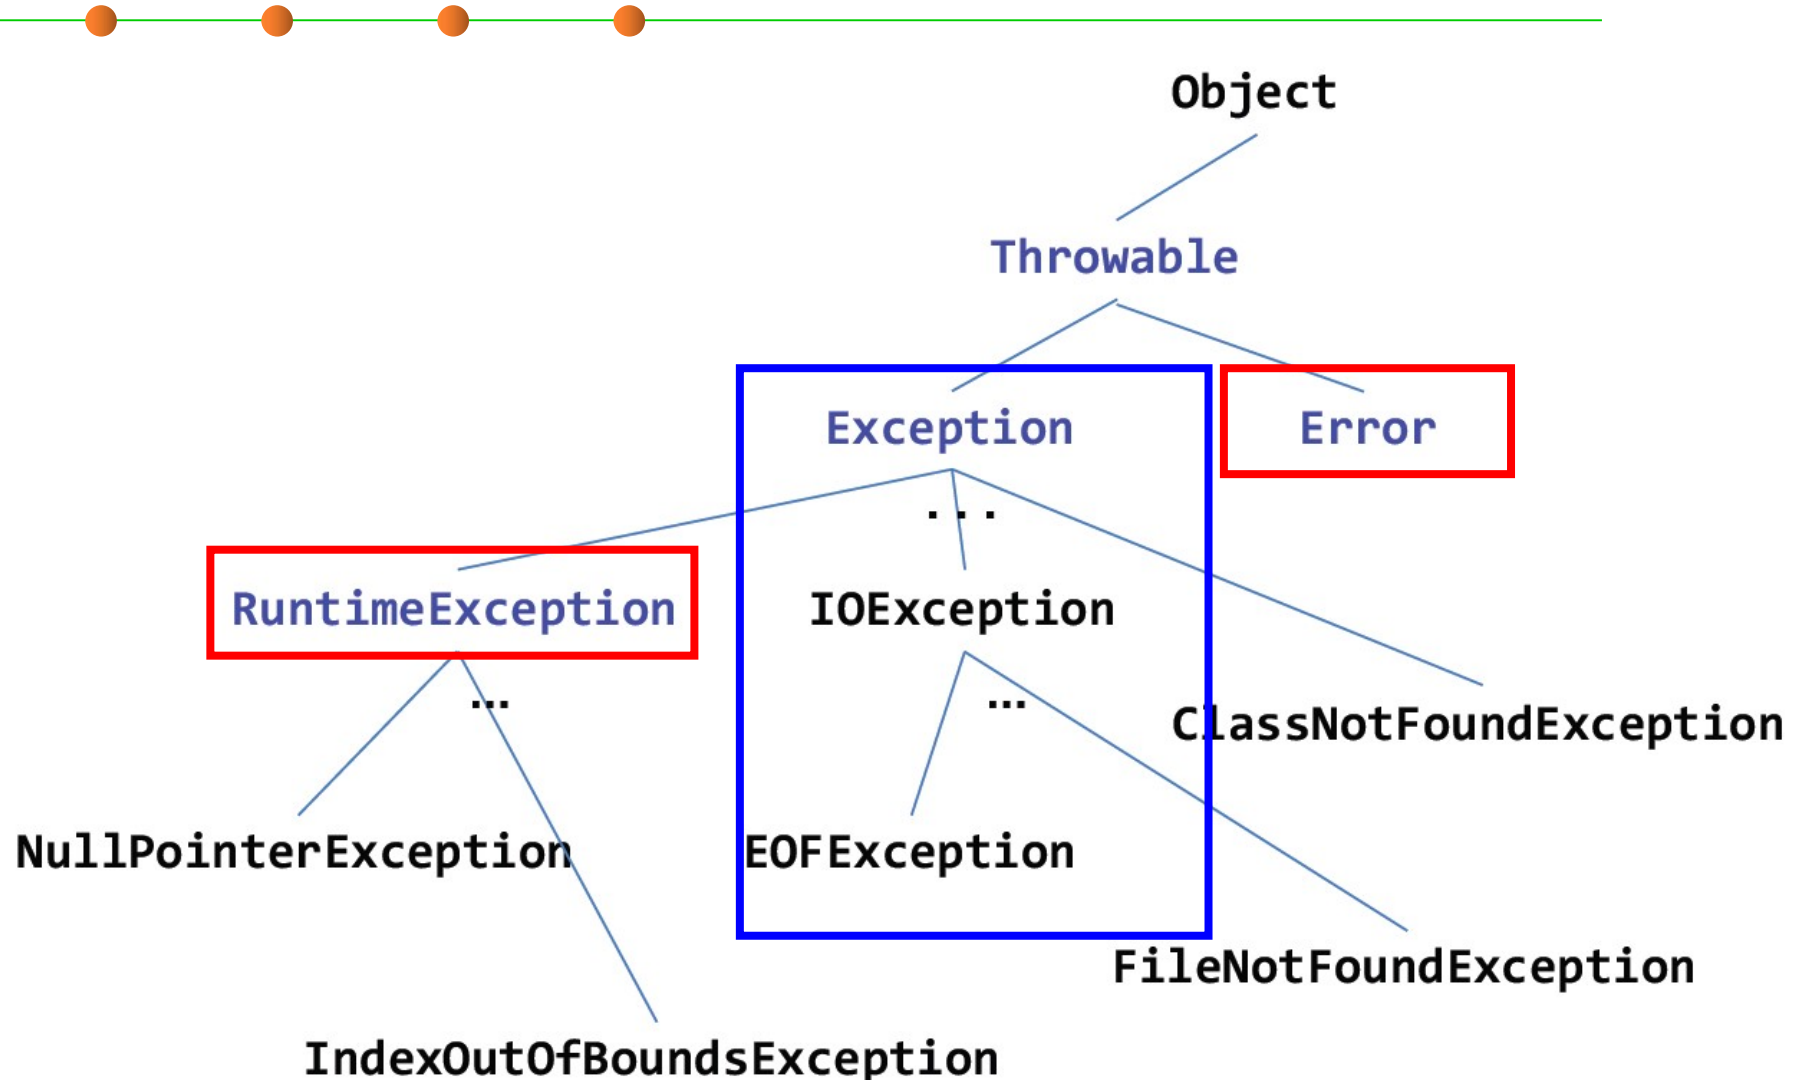 Object
Throwable
Exception
Error
. . .
RuntimeException
IOException
...
...
ClassNotFoundException
NullPointerException
EOFException
FileNotFoundException
IndexOutOfBoundsException